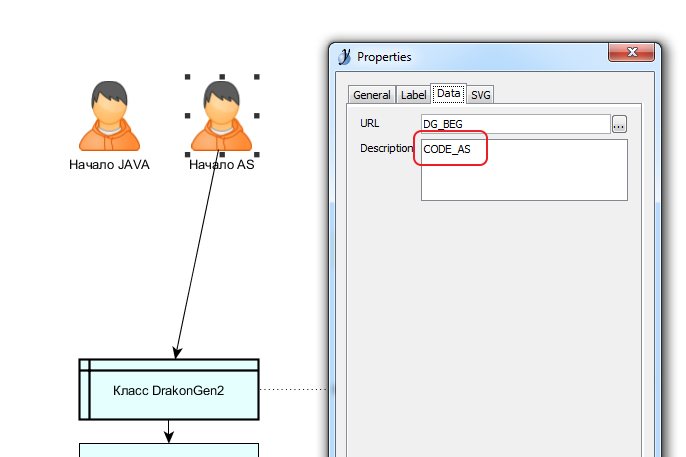 Начало JAVA
Начало AS
Класс DrakonGen2
Properties
General Label Data SVG
URL DG_BEG ...
Description CODE_AS